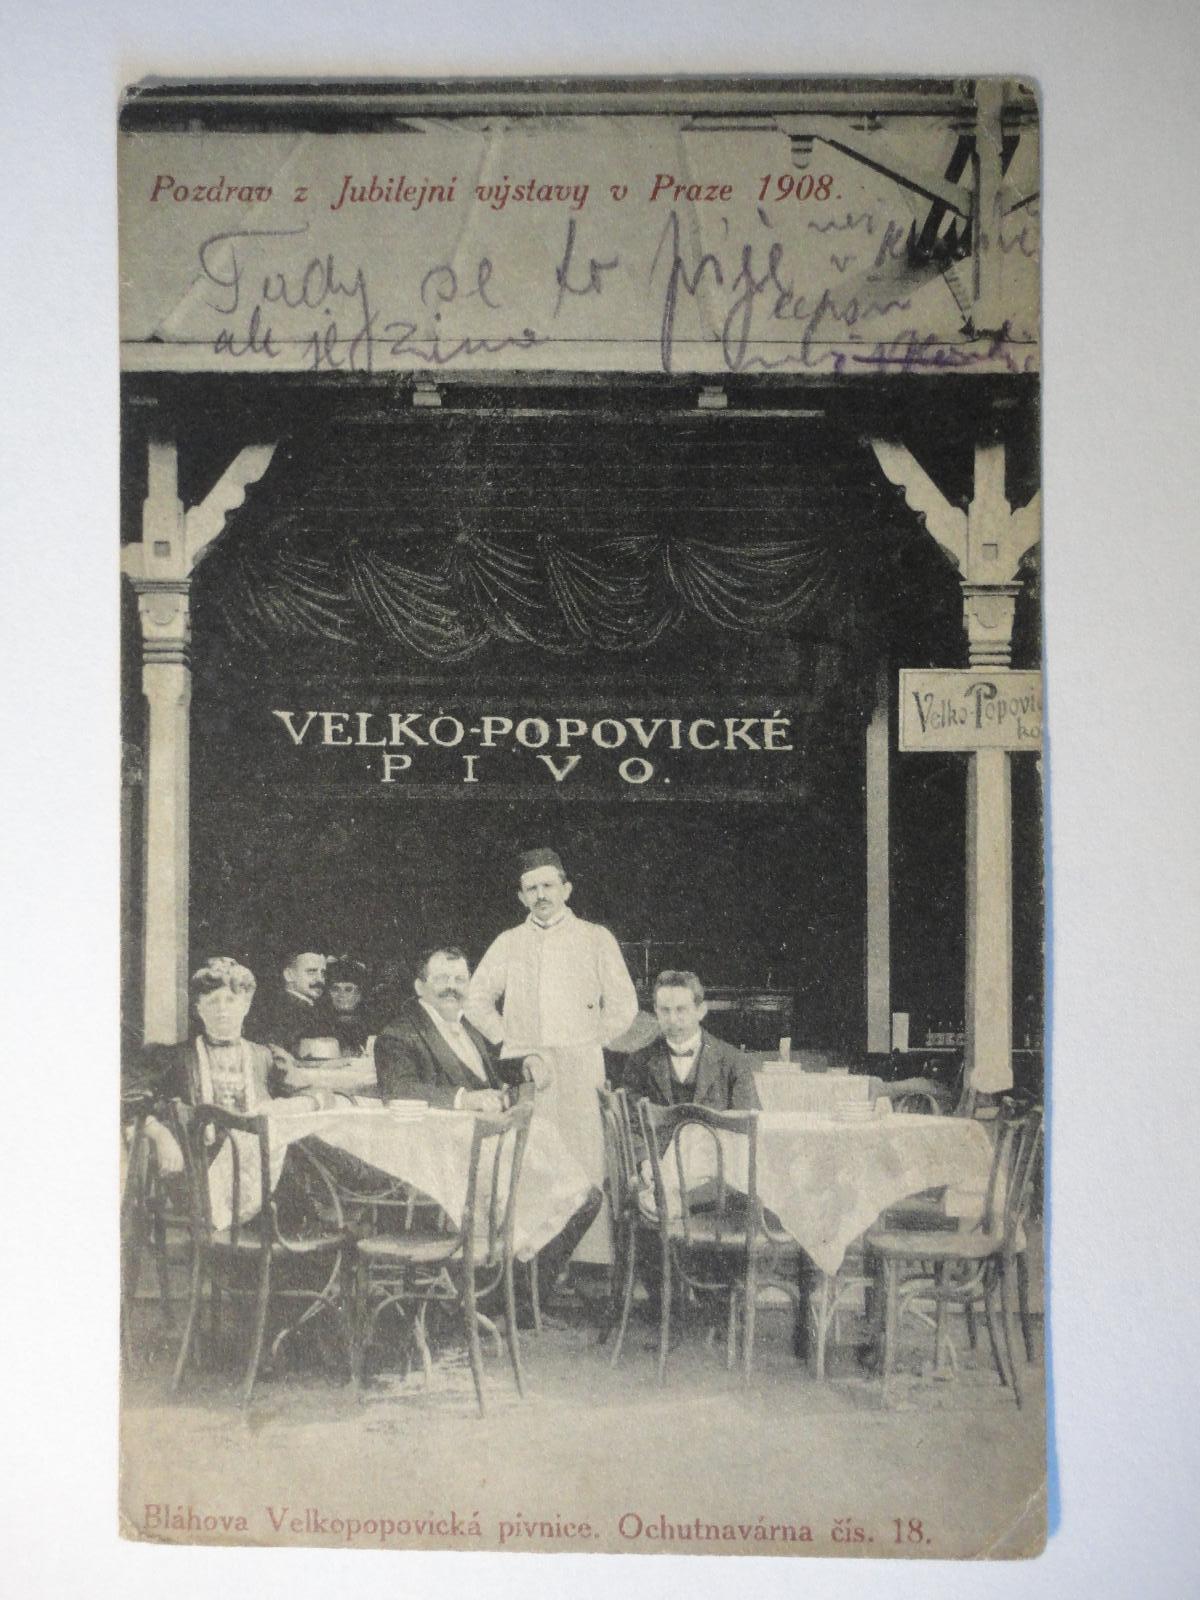 Pozdrav z Jubilejní výstavy v Praze 1908.
Tady se to pije
ale je zima
VELKO-POPOVICKÉ
PIVO.
Velko-Popovic
ko
Bláhova Velkopopovická pivnice. Ochutnavárna čís. 18.